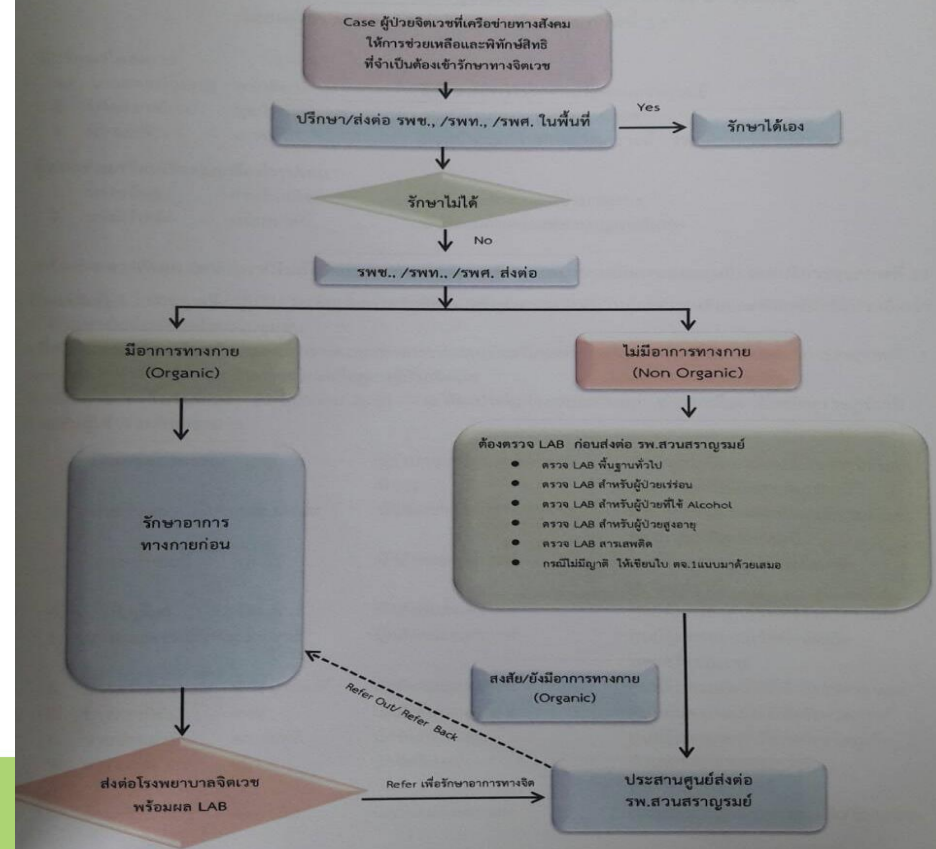 Case ผู้ป่วยจิตเวชที่เครือข่ายทางสังคม
ให้การช่วยเหลือและพิทักษ์สิทธิ
ที่จำเป็นต้องเข้ารักษาทางจิตเวช
ปรึกษา/ส่งต่อ รพช., /รพท., /รพศ. ในพื้นที่
Yes
รักษาได้เอง
รักษาไม่ได้
No
รพช., /รพท., /รพศ. ส่งต่อ
มีอาการทางกาย
(Organic)
ไม่มีอาการทางกาย
(Non Organic)
ต้องตรวจ LAB ก่อนส่งต่อ รพ.สวนสราญรมย์
● ตรวจ LAB พื้นฐานทั่วไป
● ตรวจ LAB สำหรับผู้ป่วยเร่ร่อน
● ตรวจ LAB สำหรับผู้ป่วยที่ใช้ Alcohol
● ตรวจ LAB สำหรับผู้ป่วยสูงอายุ
● ตรวจ LAB สารเสพติด
● กรณีไม่มีญาติ ให้เขียนใบ ตจ.1แนบมาด้วยเสมอ
รักษาอาการ
ทางกายก่อน
สงสัย/ยังมีอาการทางกาย
(Organic)
Refer Out/ Refer Back
ส่งต่อโรงพยาบาลจิตเวช
พร้อมผล LAB
Refer เพื่อรักษาอาการทางจิต
ประสานศูนย์ส่งต่อ
รพ.สวนสราญรมย์